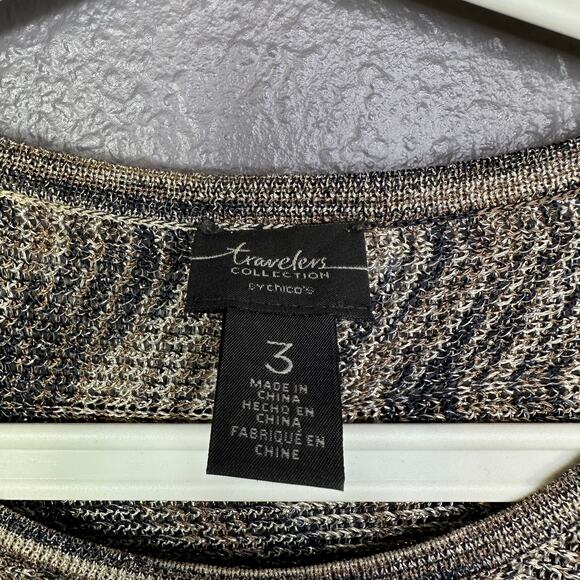 travelers
COLLECTION
BY CHICO'S
3
MADE IN
CHINA
HECHO EN
CHINA
FABRIQUÉ EN
CHINE